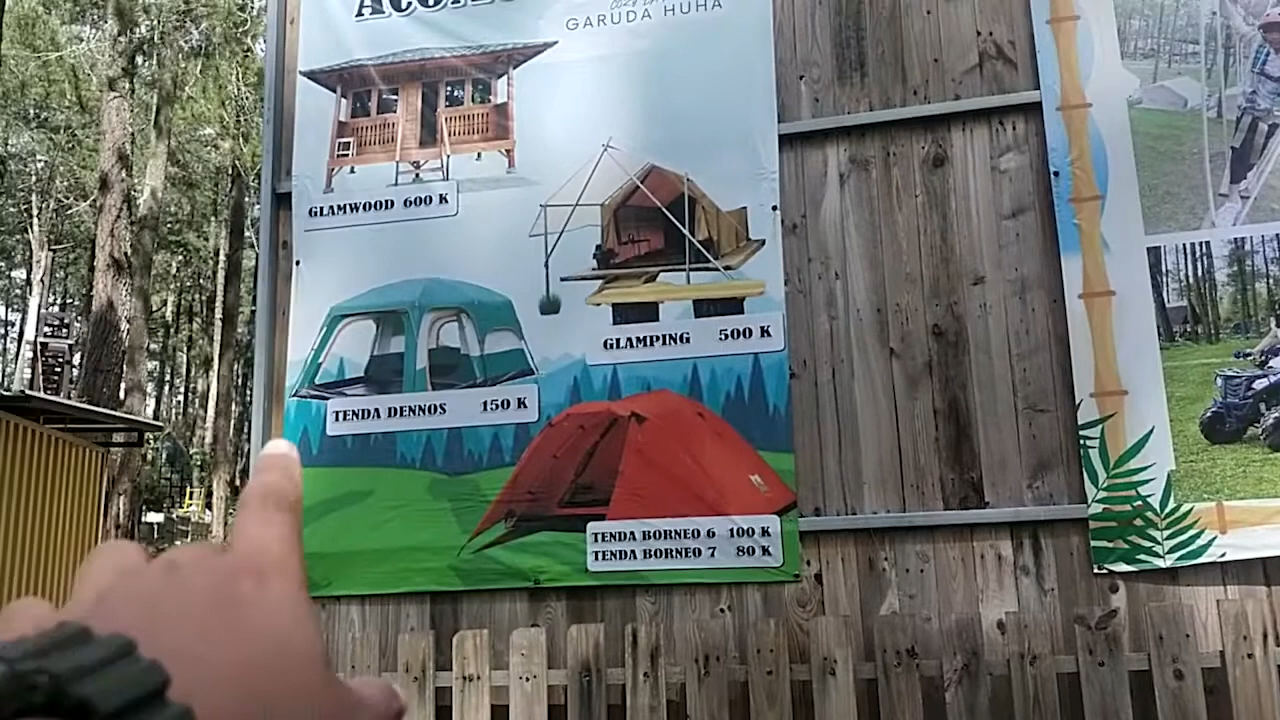 GARUDA HUHA
GLAMWOOD 600 K
GLAMPING 500 K
TENDA DENNOS 150 K
TENDA BORNEO 6 100 K
TENDA BORNEO 7 80 K